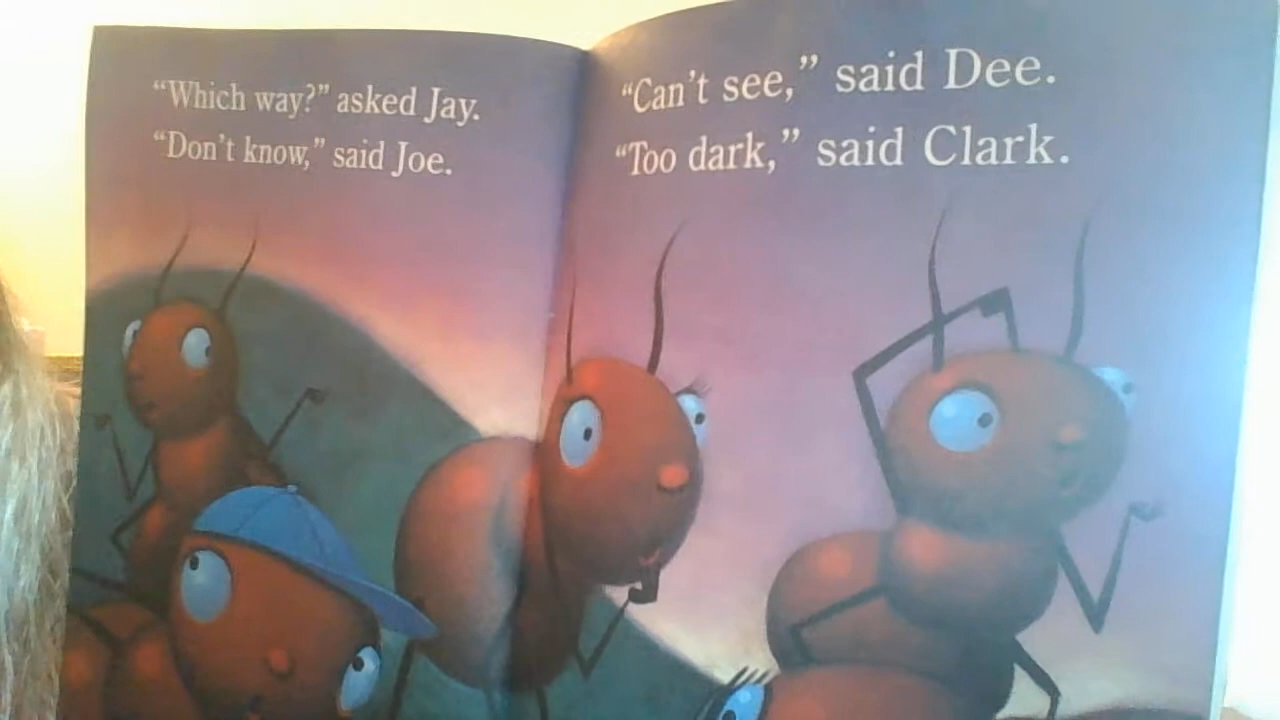 “Which way?” asked Jay.
“Don’t know,” said Joe.
“Can’t see,” said Dee.
“Too dark,” said Clark.